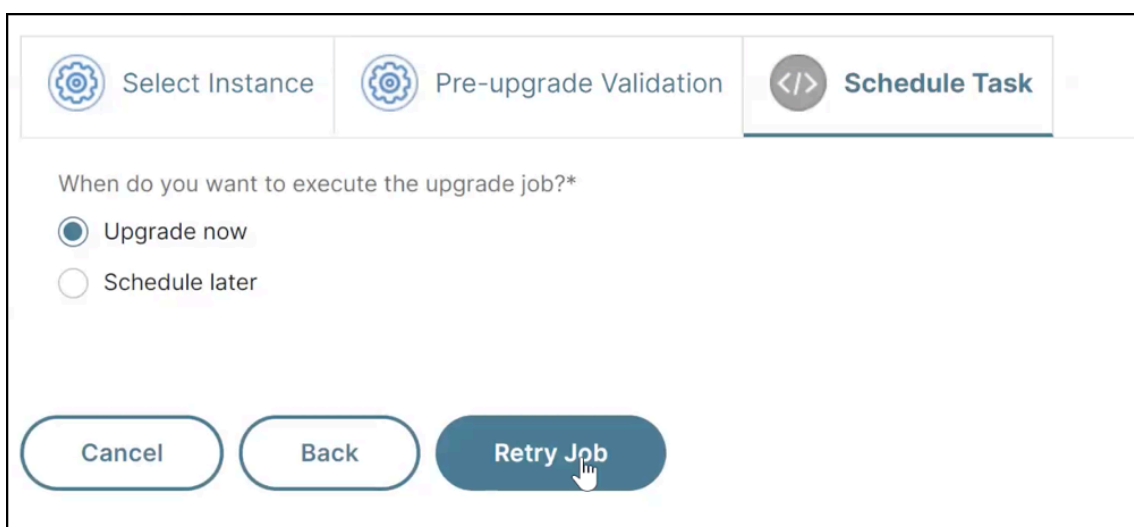 Select Instance
Pre-upgrade Validation
</> Schedule Task
When do you want to execute the upgrade job?*
Upgrade now
Schedule later
Cancel
Back
Retry Job